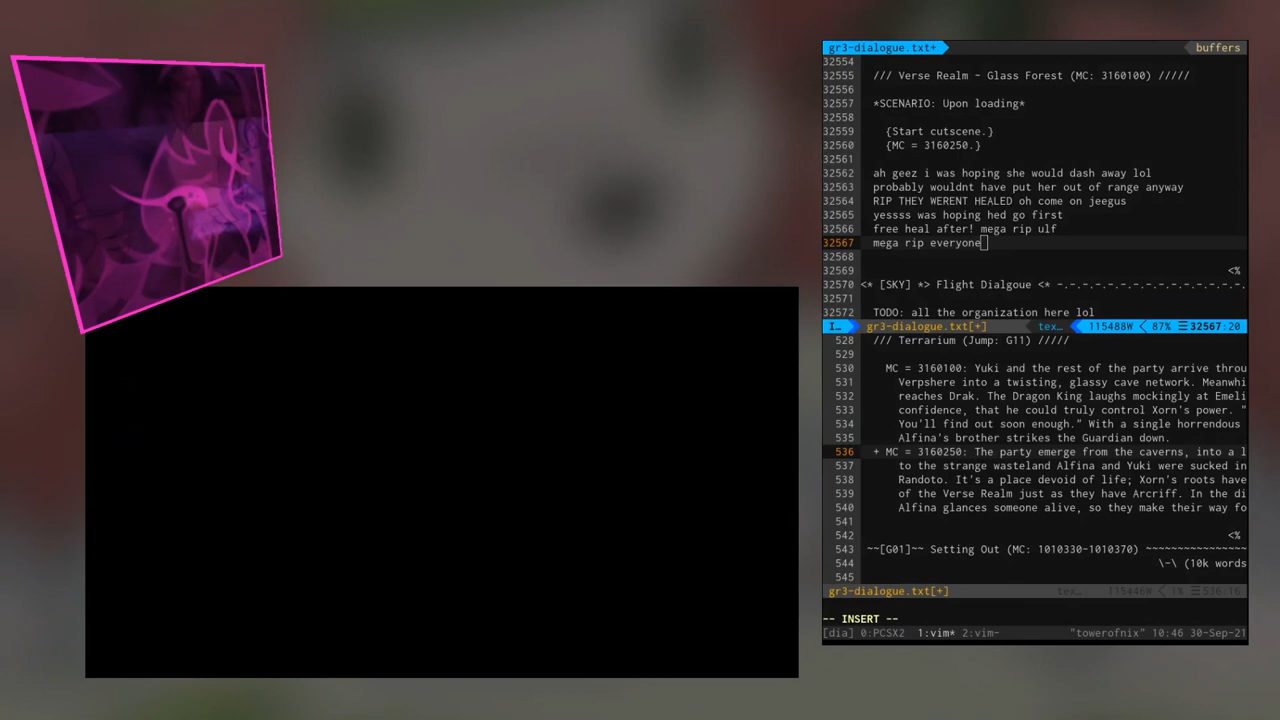 gr3-dialogue.txt+ buffers
32554
32555 /// Verse Realm - Glass Forest (MC: 3160100) /////
32556
32557 *SCENARIO: Upon loading*
32558
32559 {Start cutscene.}
32560 {MC = 3160250.}
32561
32562 ah geez i was hoping she would dash away lol
32563 probably wouldnt have put her out of range anyway
32564 RIP THEY WERENT HEALED oh come on jeegus
32565 yessss was hoping hed go first
32566 free heal after! mega rip ulf
32567 mega rip everyone
32568
32569 <%
32570 <* [SKY] *> Flight Dialgoue <* -.-.-.-.-.-.-.-.-.-.-.-.-.-.-.
32571
32572 TODO: all the organization here lol
I… gr3-dialogue.txt[+] tex… 115488W 87% ☰32567:20
528 /// Terrarium (Jump: G11) /////
529
530 MC = 3160100: Yuki and the rest of the party arrive throu
531 Verpshere into a twisting, glassy cave network. Meanwhi
532 reaches Drak. The Dragon King laughs mockingly at Emeli
533 confidence, that he could truly control Xorn's power. "
534 You'll find out soon enough." With a single horrendous
535 Alfina's brother strikes the Guardian down.
536 + MC = 3160250: The party emerge from the caverns, into a l
537 to the strange wasteland Alfina and Yuki were sucked in
538 Randoto. It's a place devoid of life; Xorn's roots have
539 of the Verse Realm just as they have Arcriff. In the di
540 Alfina glances someone alive, so they make their way fo
541
542 <%
543 ~~[G01]~~ Setting Out (MC: 1010330-1010370) ~~~~~~~~~~~~~~~~
544 \-\ (10k words
545
gr3-dialogue.txt[+] tex… 115446W 1% ☰536:16
-- INSERT --
[dia] 0:PCSX2 1:vim* 2:vim- "towerofnix" 10:46 30-Sep-21